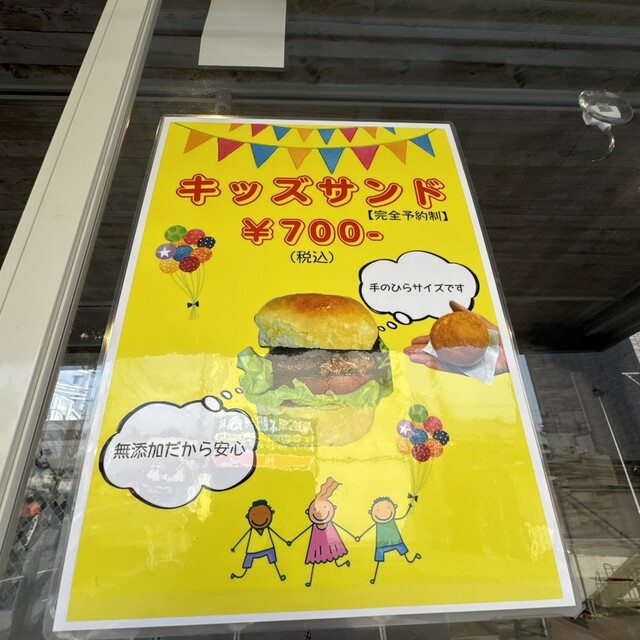 キッズサンド
【完全予約制】
¥700-
(税込)
手のひらサイズです
無添加だから安心